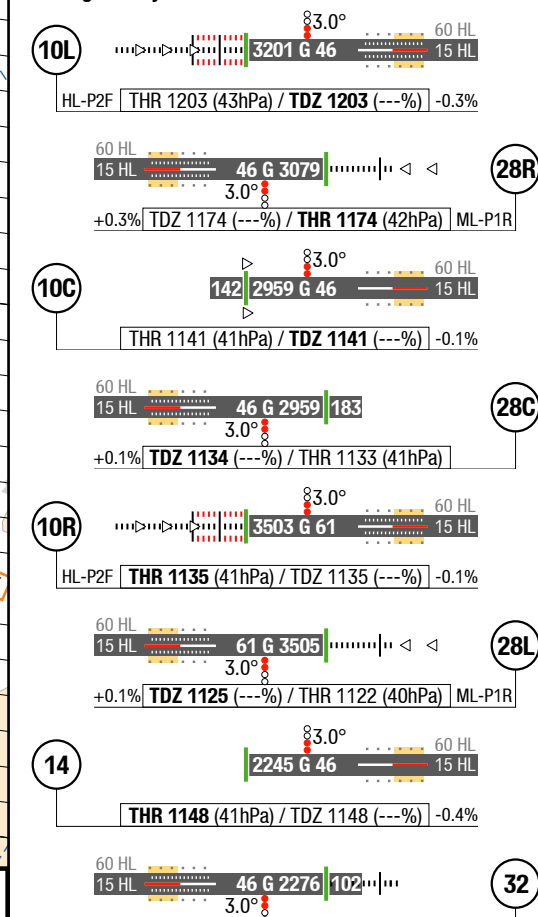 3.0°
60 HL
10L
3201 G 46
15 HL
HL-P2F THR 1203 (43hPa) / TDZ 1203 (---%) -0.3%
60 HL
15 HL 46 G 3079
28R
3.0°
+0.3% TDZ 1174 (---%) / THR 1174 (42hPa) ML-P1R
3.0°
60 HL
10C
142 2959 G 46
15 HL
THR 1141 (41hPa) / TDZ 1141 (---%) -0.1%
60 HL
15 HL 46 G 2959 183
28C
3.0°
+0.1% TDZ 1134 (---%) / THR 1133 (41hPa)
3.0°
60 HL
10R
3503 G 61
15 HL
HL-P2F THR 1135 (41hPa) / TDZ 1135 (---%) -0.1%
60 HL
15 HL 61 G 3505
28L
3.0°
+0.1% TDZ 1125 (---%) / THR 1122 (40hPa) ML-P1R
3.0°
60 HL
14
2245 G 46
15 HL
THR 1148 (41hPa) / TDZ 1148 (---%) -0.4%
60 HL
15 HL 46 G 2276 102
32
3.0°